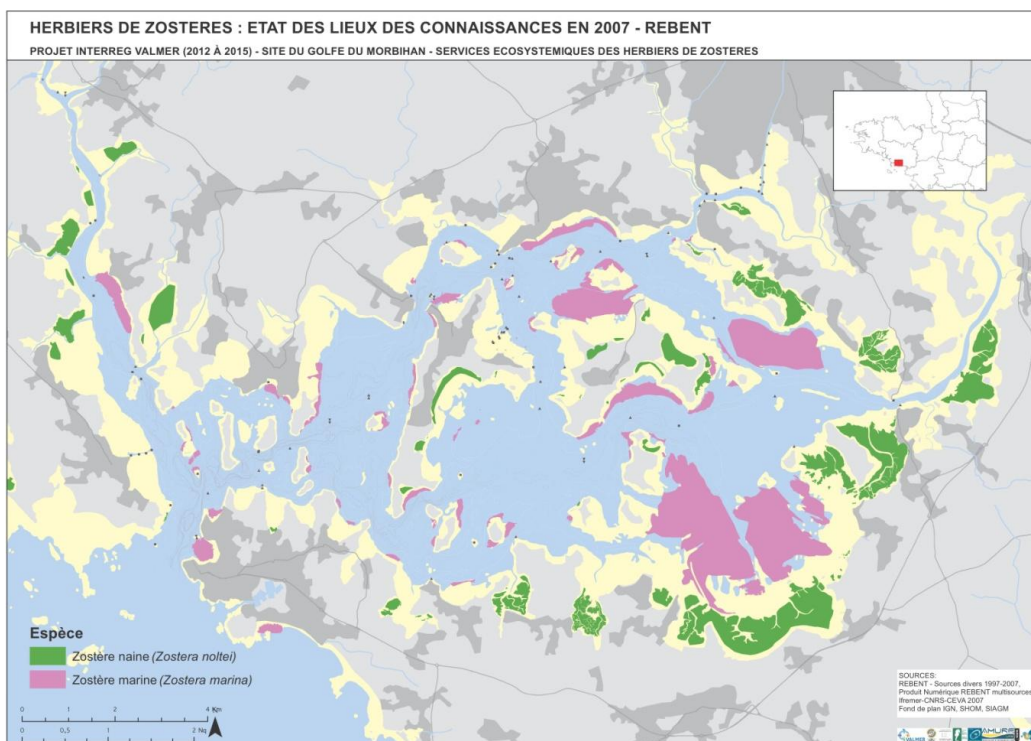 HERBIERS DE ZOSTERES : ETAT DES LIEUX DES CONNAISSANCES EN 2007 - REBENT
PROJET INTERREG VALMER (2012 À 2015) - SITE DU GOLFE DU MORBIHAN - SERVICES ECOSYSTEMIQUES DES HERBIERS DE ZOSTERES
Espèce
Zostère naine (Zostera noltei)
Zostère marine (Zostera marina)
0 1 2 4
0 0,5 1 2 Nq
SOURCES:
REBENT - Sources divers 1997-2007,
Produit Numérique REBENT multisources
Ifremer-CNRS-CEVA 2007
Fond de plan IGN, SHOM, SIAGM
VALMER
AMURE